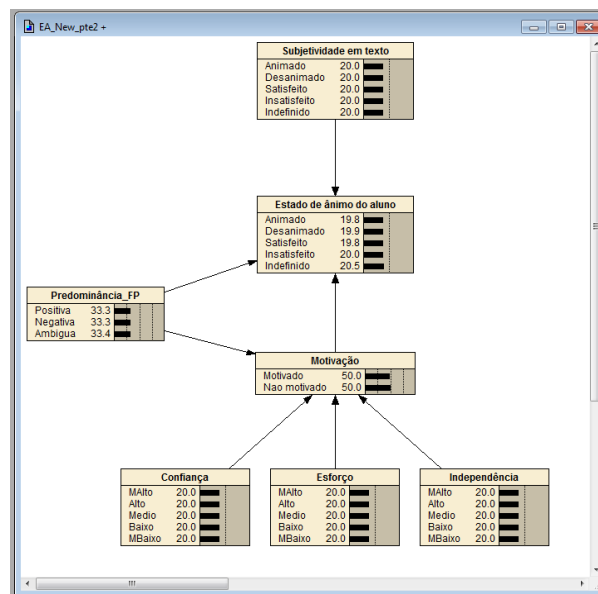 EA_New_pte2 +
Subjetividade em texto
Animado 20.0
Desanimado 20.0
Satisfeito 20.0
Insatisfeito 20.0
Indefinido 20.0
Estado de ânimo do aluno
Animado 19.8
Desanimado 19.9
Satisfeito 19.8
Insatisfeito 20.0
Indefinido 20.5
Predominância_FP
Positiva 33.3
Negativa 33.3
Ambigua 33.4
Motivação
Motivado 50.0
Nao motivado 50.0
Confiança
MAlto 20.0
Alto 20.0
Medio 20.0
Baixo 20.0
MBaixo 20.0
Esforço
MAlto 20.0
Alto 20.0
Medio 20.0
Baixo 20.0
MBaixo 20.0
Independência
MAlto 20.0
Alto 20.0
Medio 20.0
Baixo 20.0
MBaixo 20.0